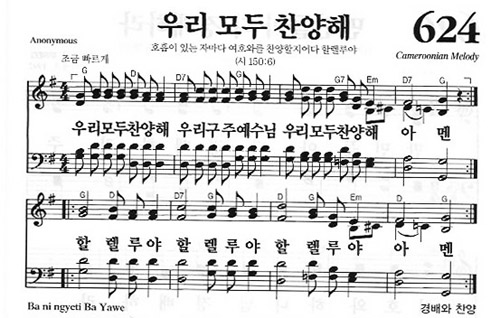 우리 모두 찬양해
624
Anonymous
호흡이 있는 자마다 여호와를 찬양할지어다 할렐루야
Cameroonian Melody
조금 빠르게
(시 150:6)
G D D7 G G7 Em D7 G
우리모두찬양해 우리구주예수님 우리모두찬양해 아 멘
G D D7 G G7 Em D7 G
할 렐 루 야 할 렐 루 야 할 렐 루 야 아 멘
Ba ni ngyeti Ba Yawe
경배와 찬양